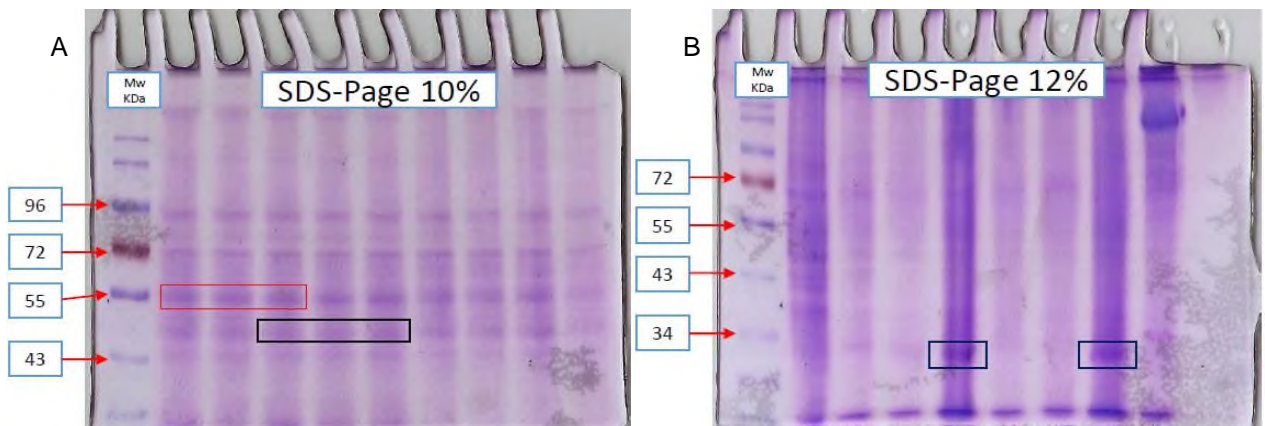 A
Mw
KDa
SDS-Page 10%
96
72
55
43
B
Mw
KDa
SDS-Page 12%
72
55
43
34